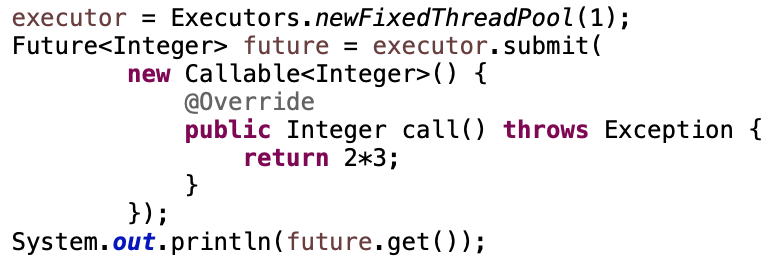 executor = Executors.newFixedThreadPool(1);
Future<Integer> future = executor.submit(
        new Callable<Integer>() {
            @Override
            public Integer call() throws Exception {
                return 2*3;
            }
        });
System.out.println(future.get());